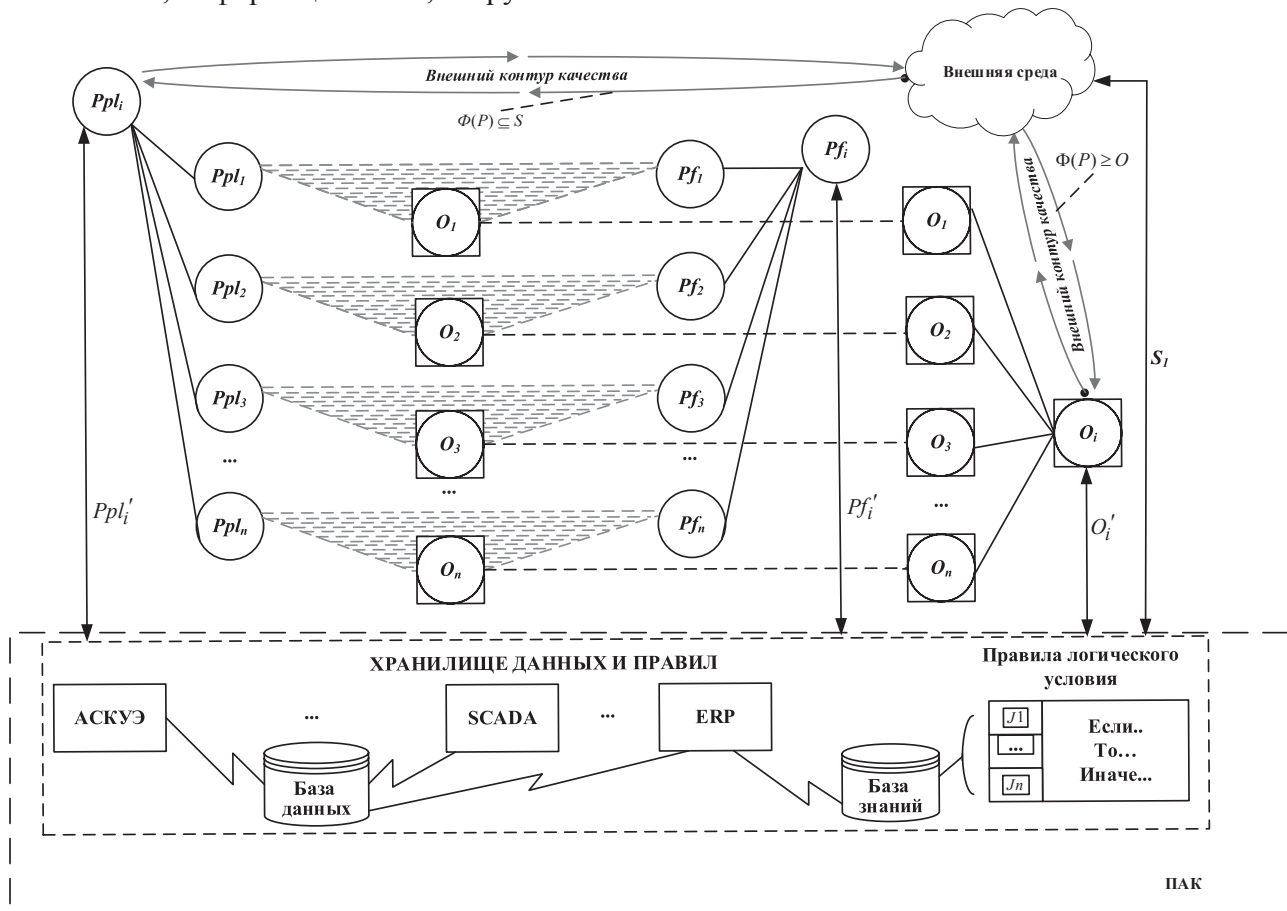 Внешняя среда
Внешний контур качества
Ppl_i
Ф(P) ⊆ S
Pf_i
Ф(P) ≥ O
Внешний контур качества
Ppl_1
Pf_1
O_1
O_1
Ppl_2
Pf_2
O_2
O_2
S_1
Ppl_3
Pf_3
O_3
O_3
O_i
...
...
...
...
Ppl_i′
Pf_i′
O_i′
Ppl_n
Pf_n
O_n
O_n
ХРАНИЛИЩЕ ДАННЫХ И ПРАВИЛ
Правила логического
условия
АСКУЭ
...
SCADA
...
ERP
J1
...
Jn
Если..
То…
Иначе...
База
данных
База
знаний
ПАК